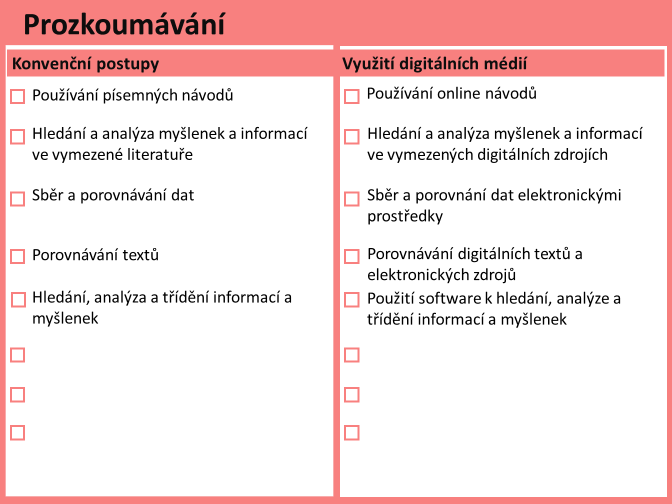 Prozkoumávání
Konvenční postupy
Používání písemných návodů
Hledání a analýza myšlenek a informací
ve vymezené literatuře
Sběr a porovnávání dat
Porovnávání textů
Hledání, analýza a třídění informací a
myšlenek
Využití digitálních médií
Používání online návodů
Hledání a analýza myšlenek a informací
ve vymezených digitálních zdrojích
Sběr a porovnání dat elektronickými
prostředky
Porovnávání digitálních textů a
elektronických zdrojů
Použití software k hledání, analýze a
třídění informací a myšlenek